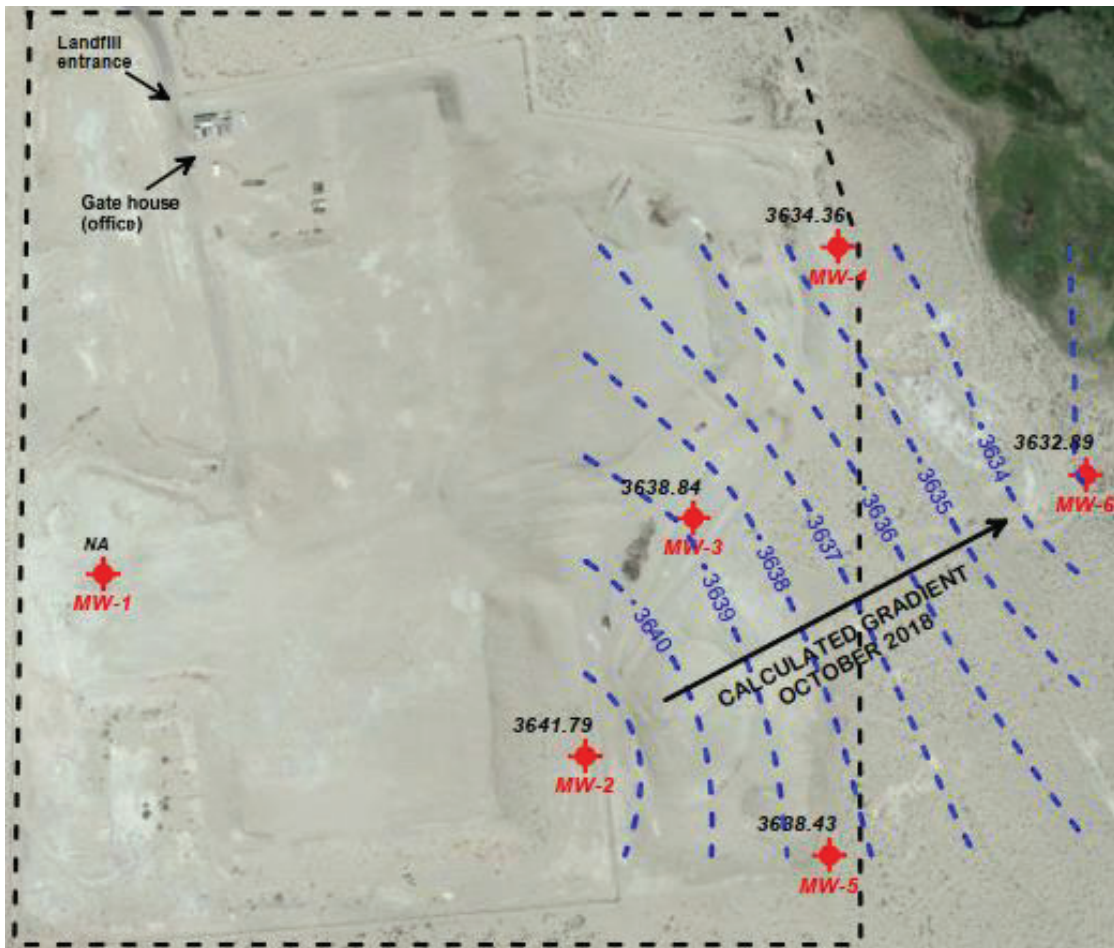 Landfill
entrance
Gate house
(office)
3634.36
MW-4
3632.89
MW-6
3634
3635
3638.84
MW-3
3636
3637
3638
3639
3640
NA
MW-1
CALCULATED GRADIENT
OCTOBER 2018
3641.79
MW-2
3638.43
MW-5